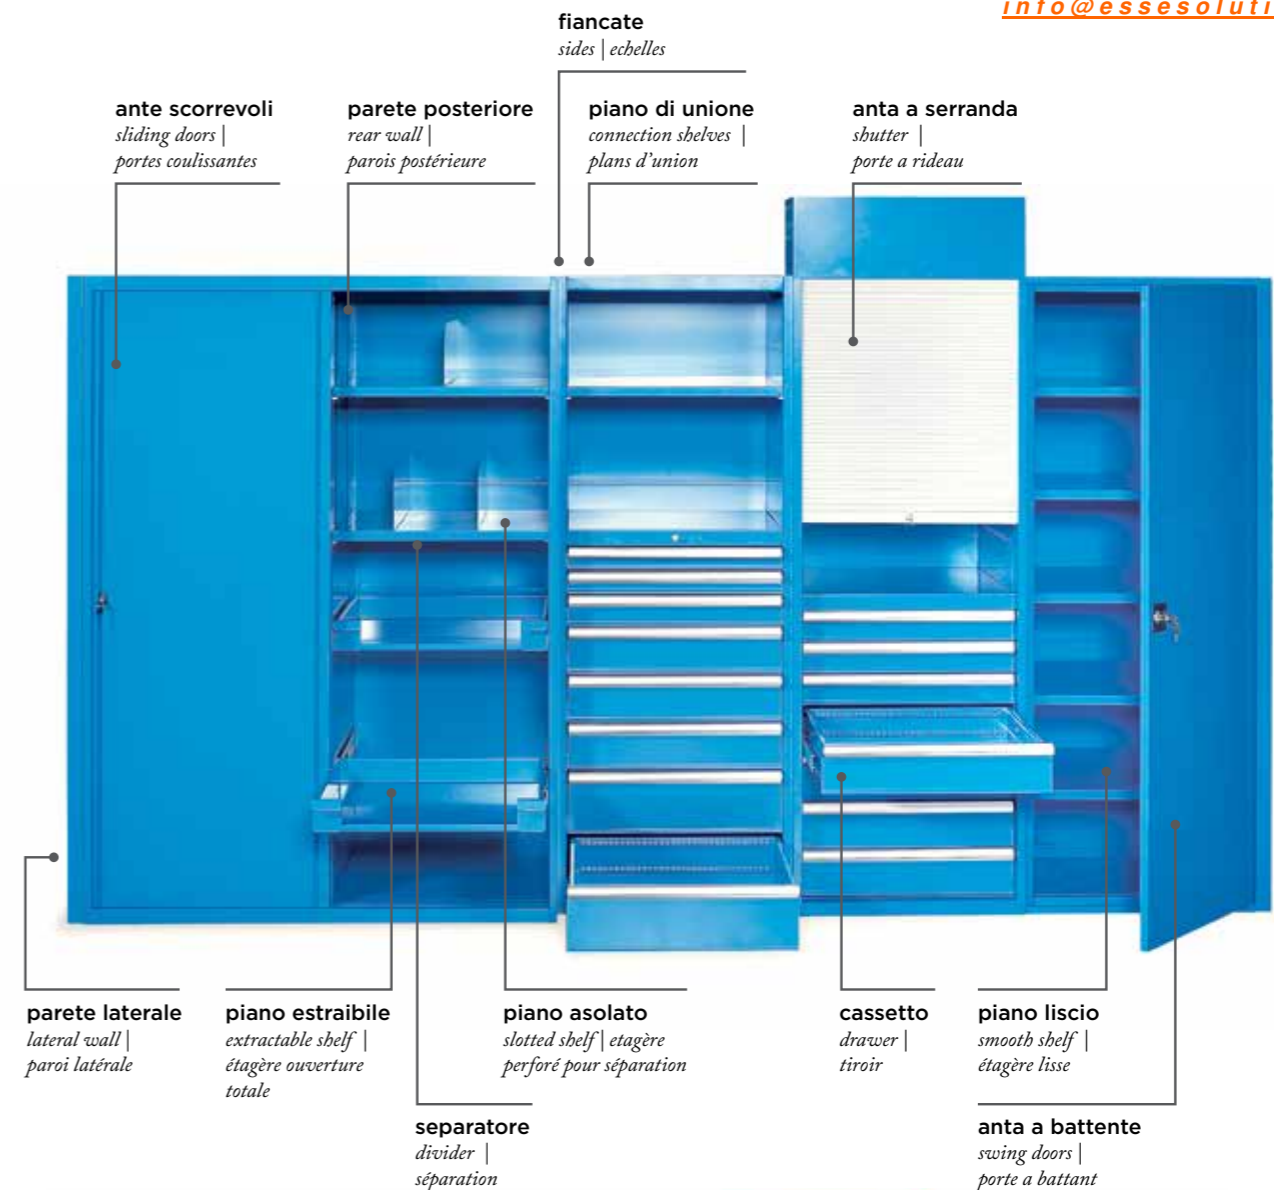 info@essesoluti
fiancate
sides | echelles
ante scorrevoli
sliding doors |
portes coulissantes
parete posteriore
rear wall |
parois postérieure
piano di unione
connection shelves |
plans d'union
anta a serranda
shutter |
porte a rideau
parete laterale
lateral wall |
paroi latérale
piano estraibile
extractable shelf |
étagère ouverture
totale
piano asolato
slotted shelf | etagère
perforé pour séparation
cassetto
drawer |
tiroir
piano liscio
smooth shelf |
étagère lisse
separatore
divider |
séparation
anta a battente
swing doors |
porte a battant